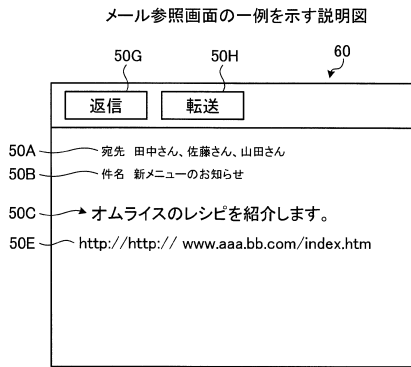 メール参照画面の一例を示す説明図
50G
50H
60
返信
転送
50A
宛先 田中さん、佐藤さん、山田さん
50B
件名 新メニューのお知らせ
50C
オムライスのレシピを紹介します。
50E
http://http:// www.aaa.bb.com/index.htm